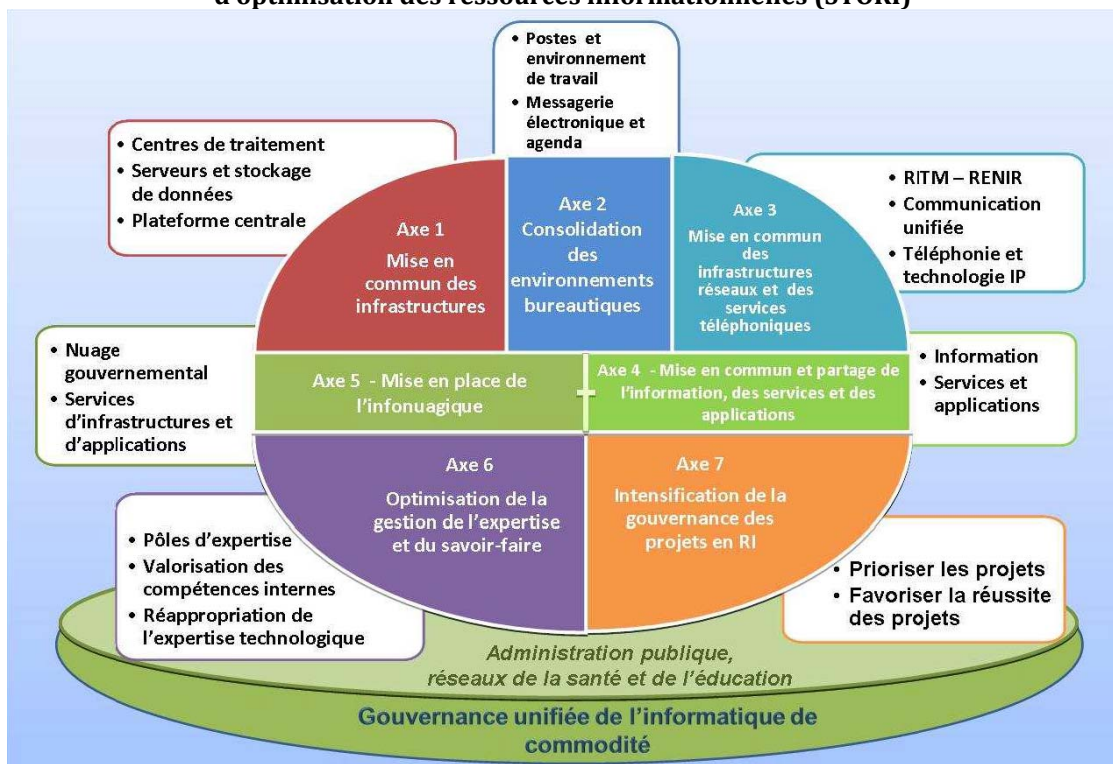 d'optimisation des ressources informationnelles (STORI)
• Postes et
environnement
de travail
• Messagerie
électronique et
agenda
• Centres de traitement
• Serveurs et stockage
de données
• Plateforme centrale
• RITM – RENIR
• Communication
unifiée
• Téléphonie et
technologie IP
Axe 1
Mise en
commun des
infrastructures
Axe 2
Consolidation
des
environnements
bureautiques
Axe 3
Mise en commun
des
infrastructures
réseaux et des
services
téléphoniques
• Nuage
gouvernemental
• Services
d'infrastructures et
d'applications
Axe 5 - Mise en place de
l'infonuagique
Axe 4 - Mise en commun et partage de
l'information, des services et des
applications
• Information
• Services et
applications
Axe 6
Optimisation de la
gestion de l'expertise
et du savoir-faire
Axe 7
Intensification de la
gouvernance des
projets en RI
• Pôles d'expertise
• Valorisation des
compétences internes
• Réappropriation de
l'expertise technologique
• Prioriser les projets
• Favoriser la réussite
des projets
Administration publique,
réseaux de la santé et de l'éducation
Gouvernance unifiée de l'informatique de
commodité